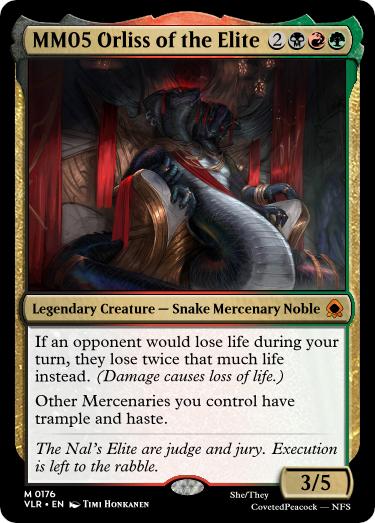 MM05 Orliss of the Elite 2
Legendary Creature — Snake Mercenary Noble
If an opponent would lose life during your
turn, they lose twice that much life
instead. (Damage causes loss of life.)
Other Mercenaries you control have
trample and haste.
The Nal's Elite are judge and jury. Execution
is left to the rabble.
3/5
M 0176
VLR • EN Timi Honkanen
She/They
CovetedPeacock — NFS